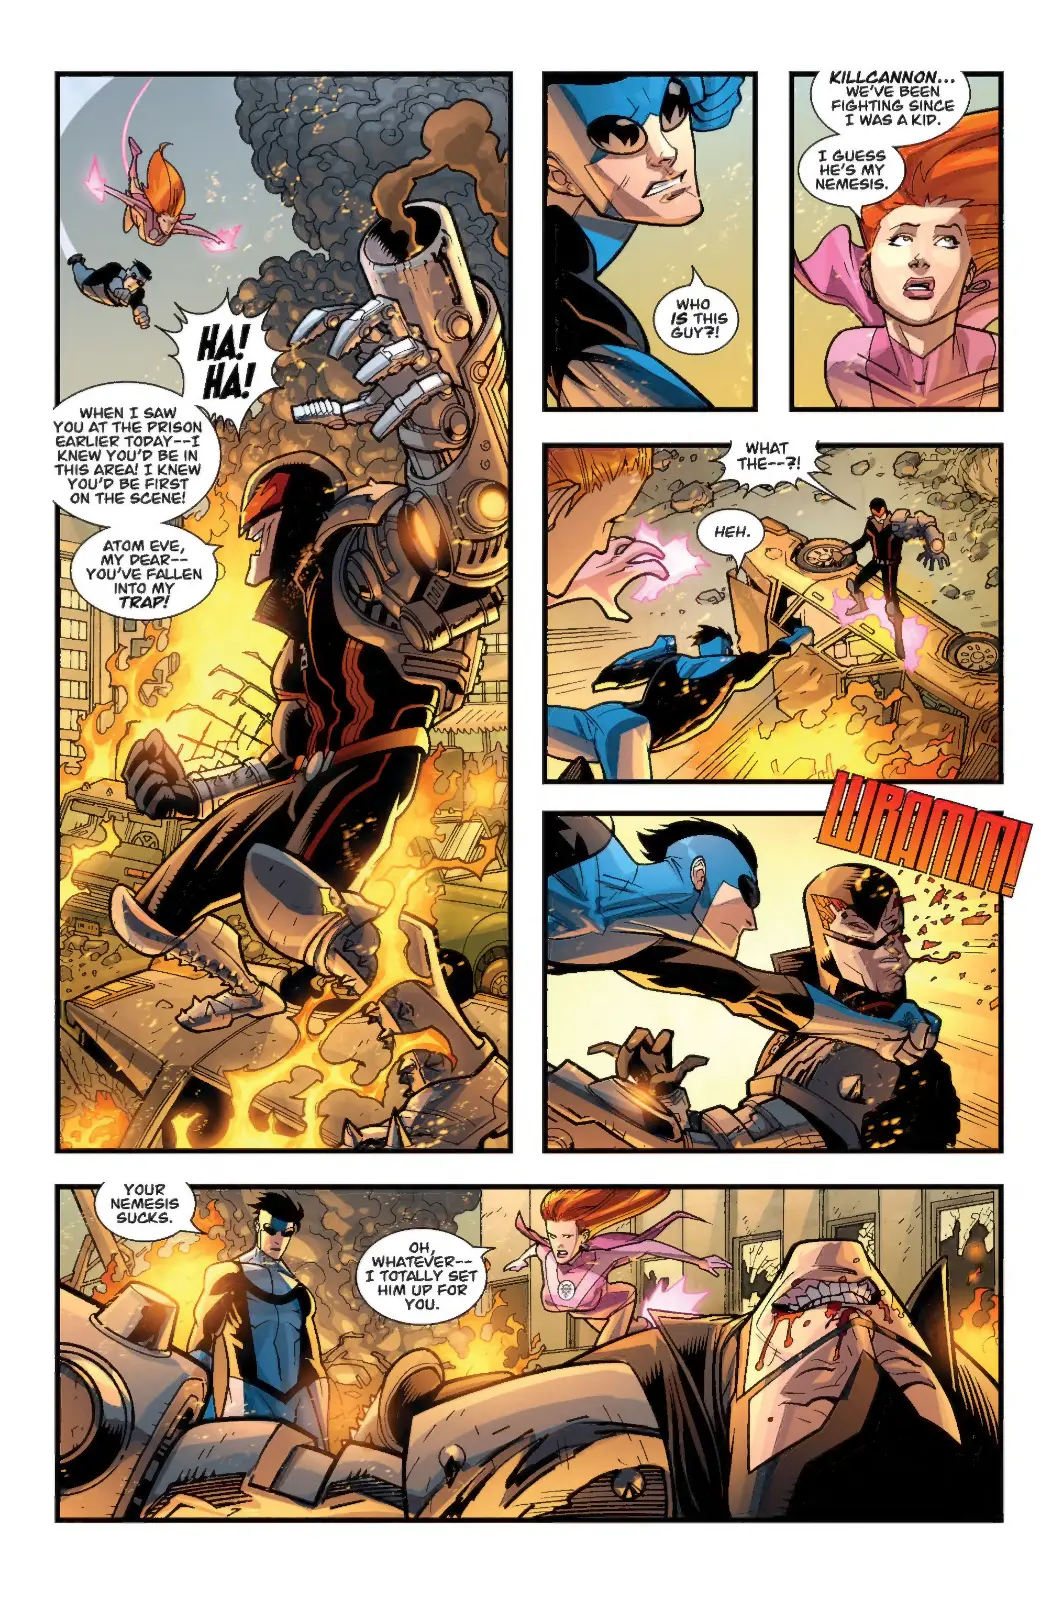 HA!
HA!
WHEN I SAW
YOU AT THE PRISON
EARLIER TODAY--I
KNEW YOU'D BE IN
THIS AREA! I KNEW
YOU'D BE FIRST
ON THE SCENE!
ATOM EVE,
MY DEAR--
YOU'VE FALLEN
INTO MY
TRAP!
WHO
IS THIS
GUY?!
KILLCANNON...
WE'VE BEEN
FIGHTING SINCE
I WAS A KID.
I GUESS
HE'S MY
NEMESIS.
WHAT
THE--?!
HEH.
WRAMM!
YOUR
NEMESIS
SUCKS.
OH,
WHATEVER--
I TOTALLY SET
HIM UP FOR
YOU.